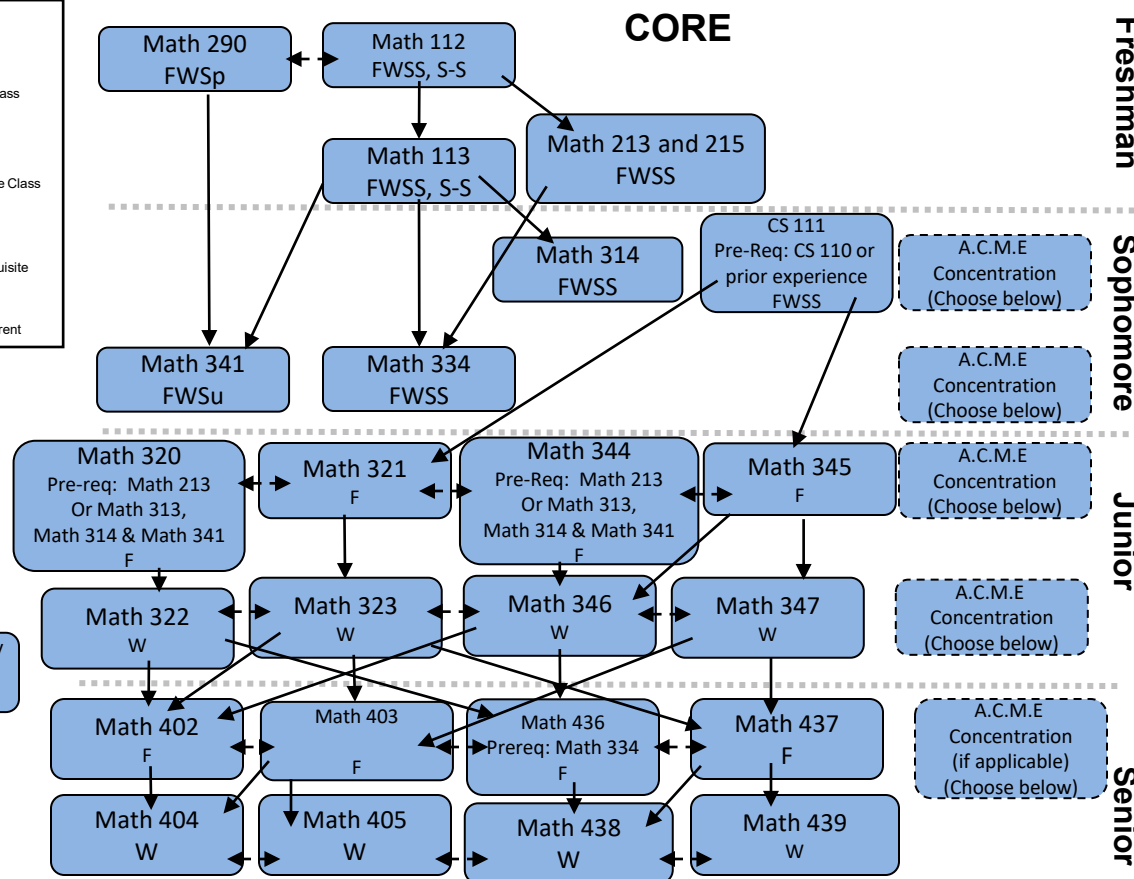 CORE
Freshman
Math 290
FWSp
Math 112
FWSS, S-S
Math 113
FWSS, S-S
Math 213 and 215
FWSS
ass
e Class
uisite
rent
Sophomore
Math 314
FWSS
CS 111
Pre-Req: CS 110 or
prior experience
FWSS
A.C.M.E
Concentration
(Choose below)
Math 341
FWSu
Math 334
FWSS
A.C.M.E
Concentration
(Choose below)
Junior
Math 320
Pre-req: Math 213
Or Math 313,
Math 314 & Math 341
F
Math 321
F
Math 344
Pre-Req: Math 213
Or Math 313,
Math 314 & Math 341
F
Math 345
F
A.C.M.E
Concentration
(Choose below)
Math 322
W
Math 323
W
Math 346
W
Math 347
W
A.C.M.E
Concentration
(Choose below)
Senior
Math 402
F
Math 403
F
Math 436
Prereq: Math 334
F
Math 437
F
A.C.M.E
Concentration
(if applicable)
(Choose below)
Math 404
W
Math 405
W
Math 438
W
Math 439
W